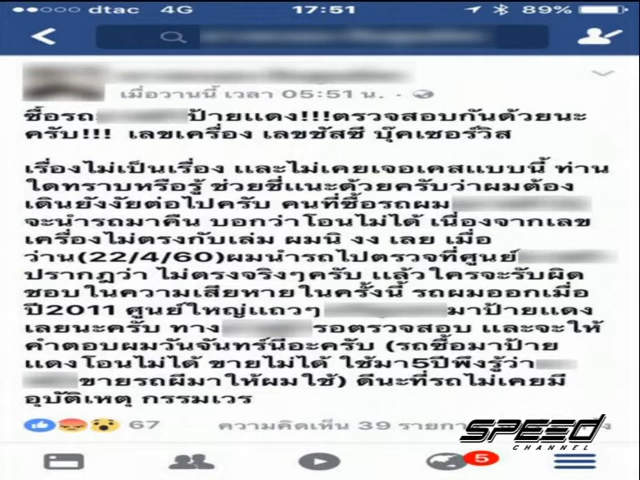 dtac 4G 17:51 89%
เมื่อวานนี้ เวลา 05:51 น. ·
ซื้อรถ ป้ายแดง!!!ตรวจสอบกันด้วยนะ
ครับ!!! เลขเครื่อง เลขชัสซี บุ๊คเซอร์วิส
เรื่องไม่เป็นเรื่อง และไม่เคยเจอเคสแบบนี้ ท่าน
ใดทราบหรือรู้ ช่วยชี้แนะด้วยครับว่าผมต้อง
เดินยังงัยต่อไปครับ คนที่ซื้อรถผม
จะนำรถมาคืน บอกว่าโอนไม่ได้ เนื่องจากเลข
เครื่องไม่ตรงกับเล่ม ผมนิ งง เลย เมื่อ
ว่าน(22/4/60)ผมนำรถไปตรวจที่ศูนย์
ปรากฎว่า ไม่ตรงจริงๆครับ แล้วใครจะรับผิด
ชอบในความเสียหายในครั้งนี้ รถผมออกเมื่อ
ปี2011 ศูนย์ใหญ่แถวๆ มาป้ายแดง
เลยนะครับ ทาง รอตรวจสอบ และจะให้
คำตอบผมวันจันทร์นี้อะครับ (รถซื้อมาป้าย
แดงโอนไม่ได้ ขายไม่ได้ ใช้มา5ปีพึงรู้ว่า
ขายรถผีมาให้ผมใช้) ดีนะที่รถไม่เคยมี
อุบัติเหตุ กรรมเวร
67 ความคิดเห็น 39 รายการ
SPEED
CHANNEL
5